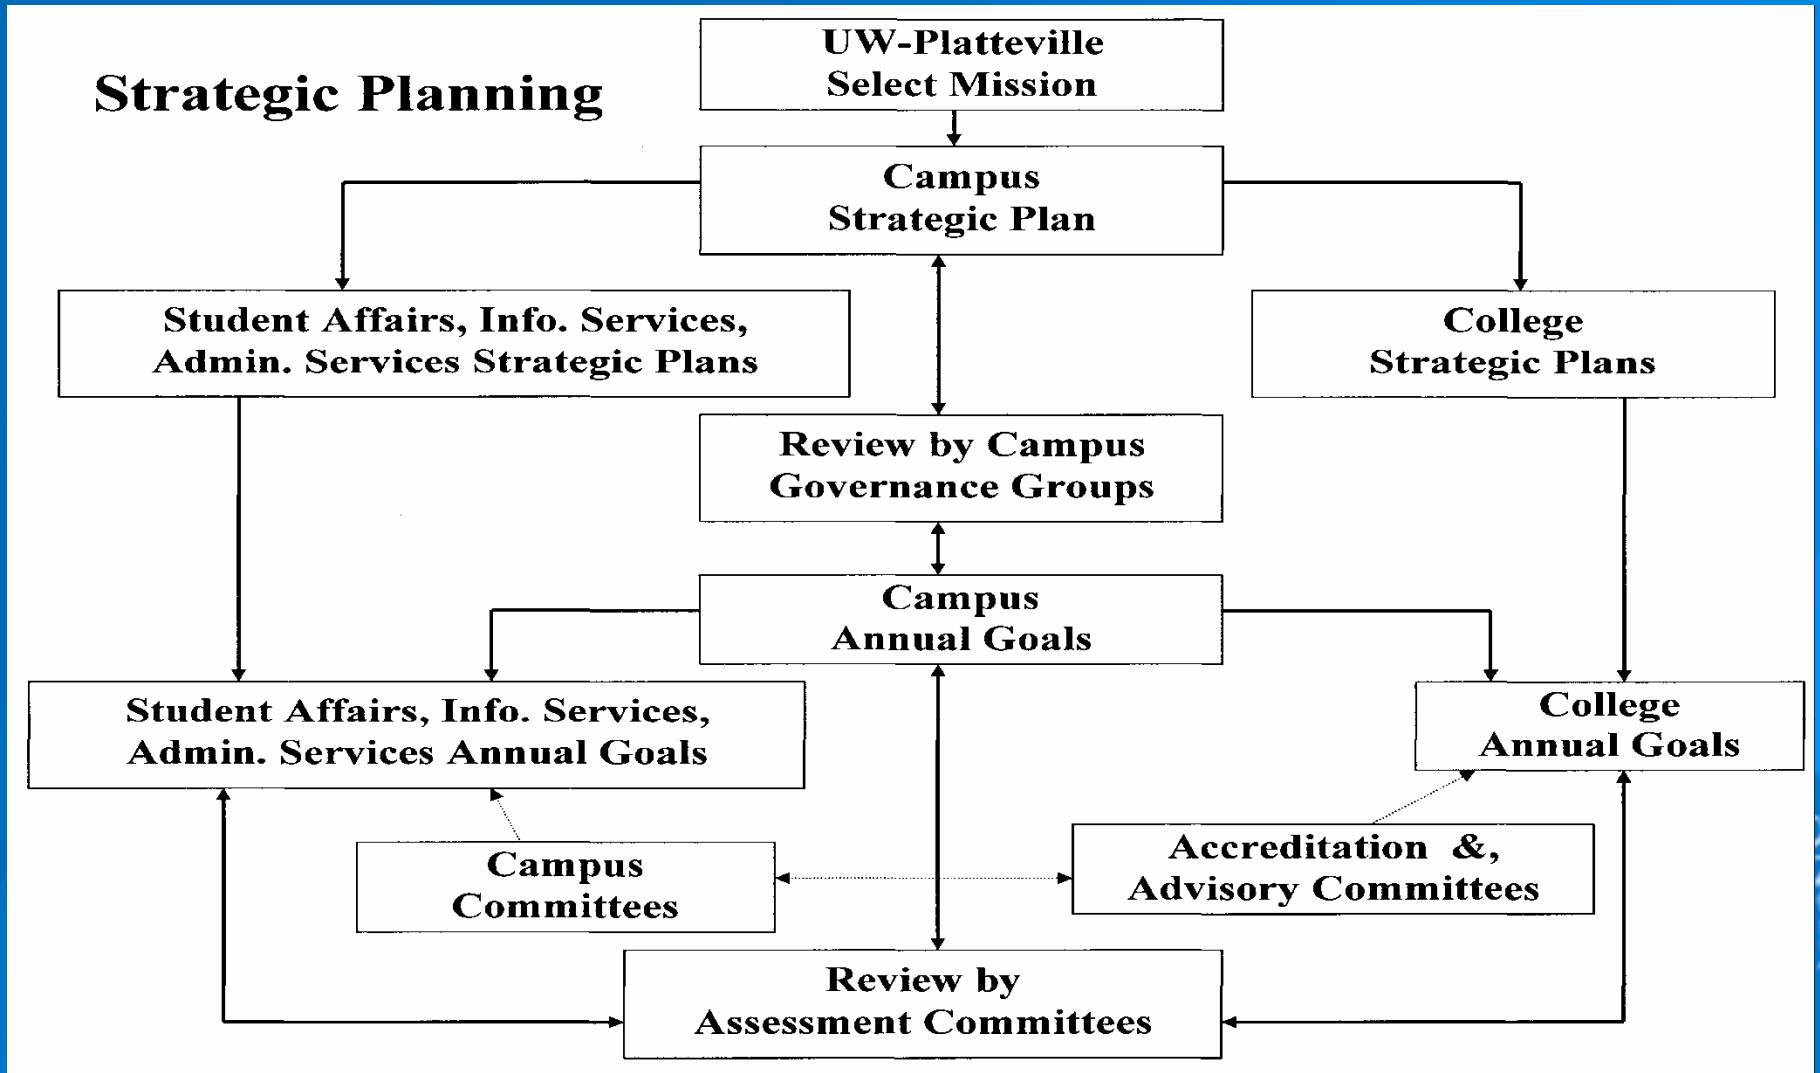 Strategic Planning
UW-Platteville
Select Mission
Campus
Strategic Plan
Student Affairs, Info. Services,
Admin. Services Strategic Plans
College
Strategic Plans
Review by Campus
Governance Groups
Campus
Annual Goals
Student Affairs, Info. Services,
Admin. Services Annual Goals
College
Annual Goals
Campus
Committees
Accreditation &,
Advisory Committees
Review by
Assessment Committees